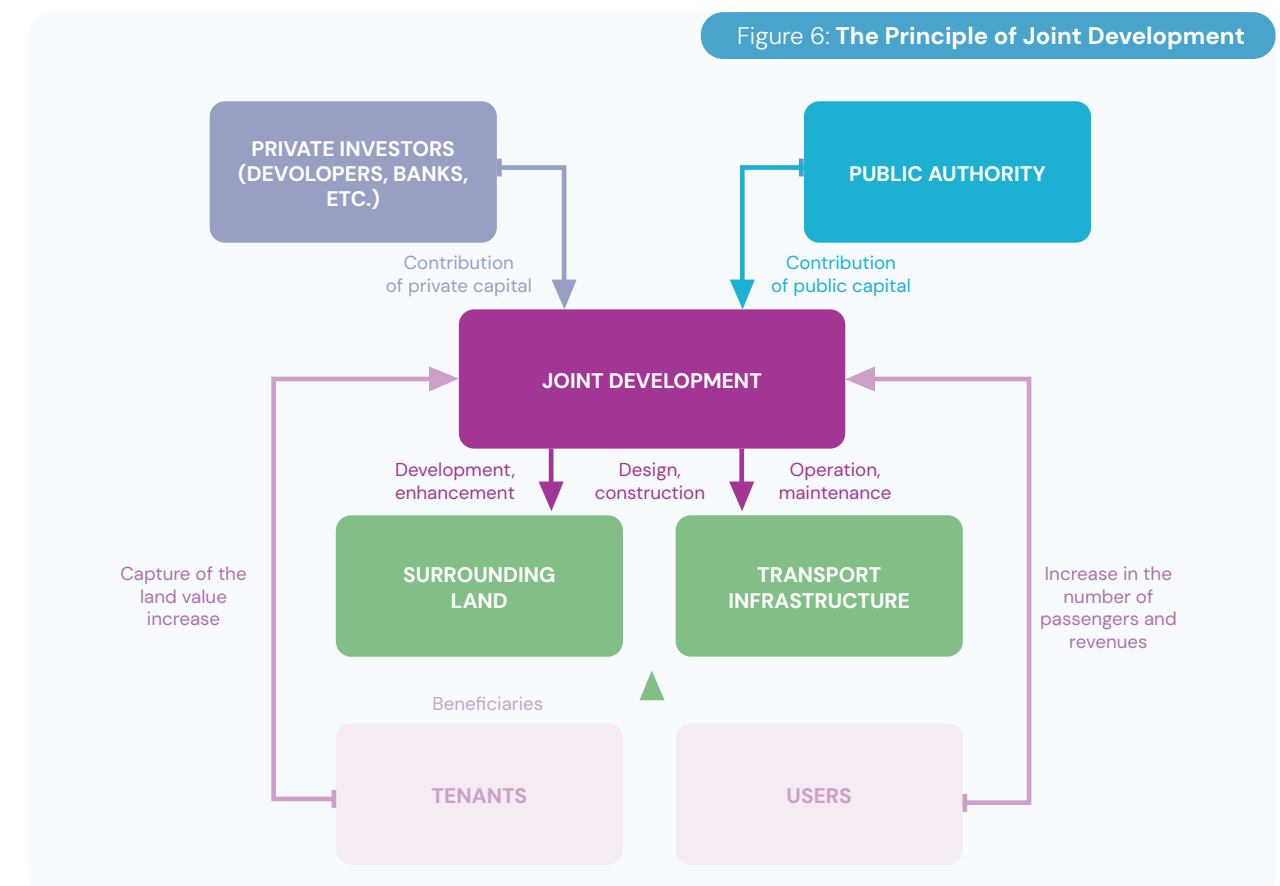 Figure 6: The Principle of Joint Development
PRIVATE INVESTORS
(DEVOLOPERS, BANKS,
ETC.)
PUBLIC AUTHORITY
Contribution
of private capital
Contribution
of public capital
JOINT DEVELOPMENT
Development,
enhancement
Design,
construction
Operation,
maintenance
SURROUNDING
LAND
TRANSPORT
INFRASTRUCTURE
Capture of the
land value
increase
Increase in the
number of
passengers and
revenues
Beneficiaries
TENANTS
USERS